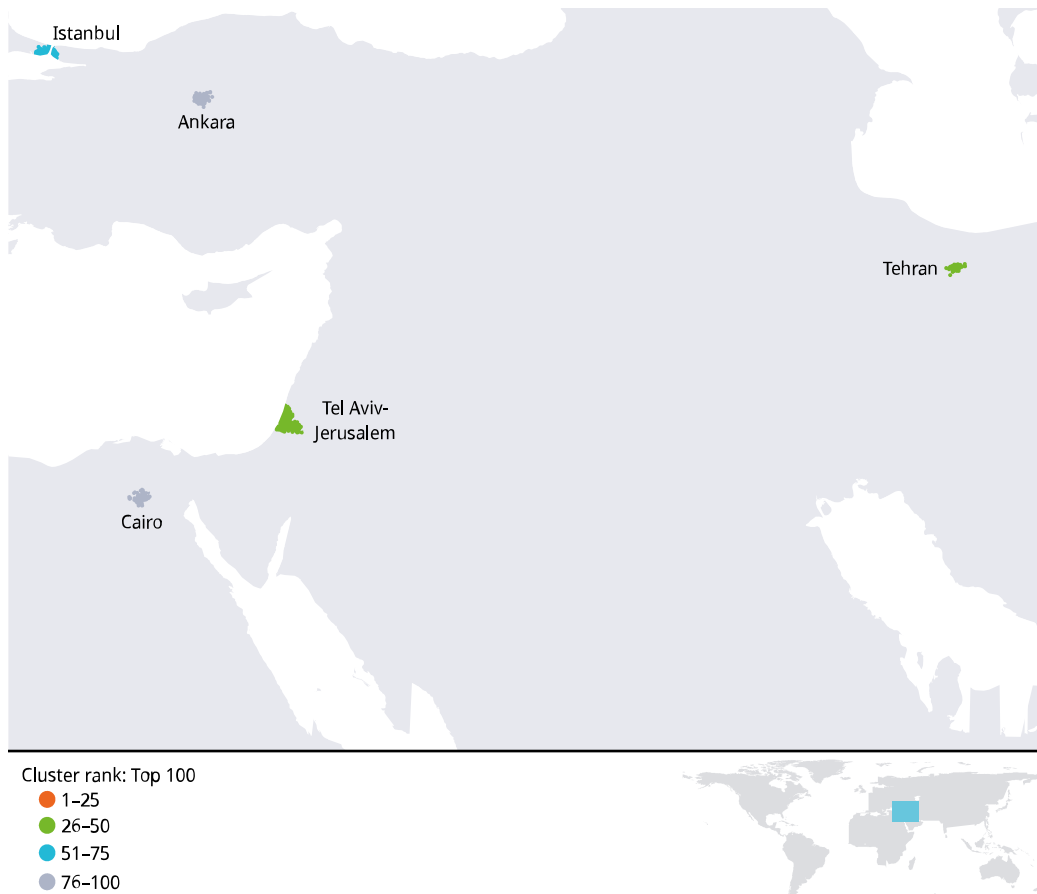 Istanbul
Ankara
Tehran
Tel Aviv-
Jerusalem
Cairo
Cluster rank: Top 100
1–25
26–50
51–75
76–100